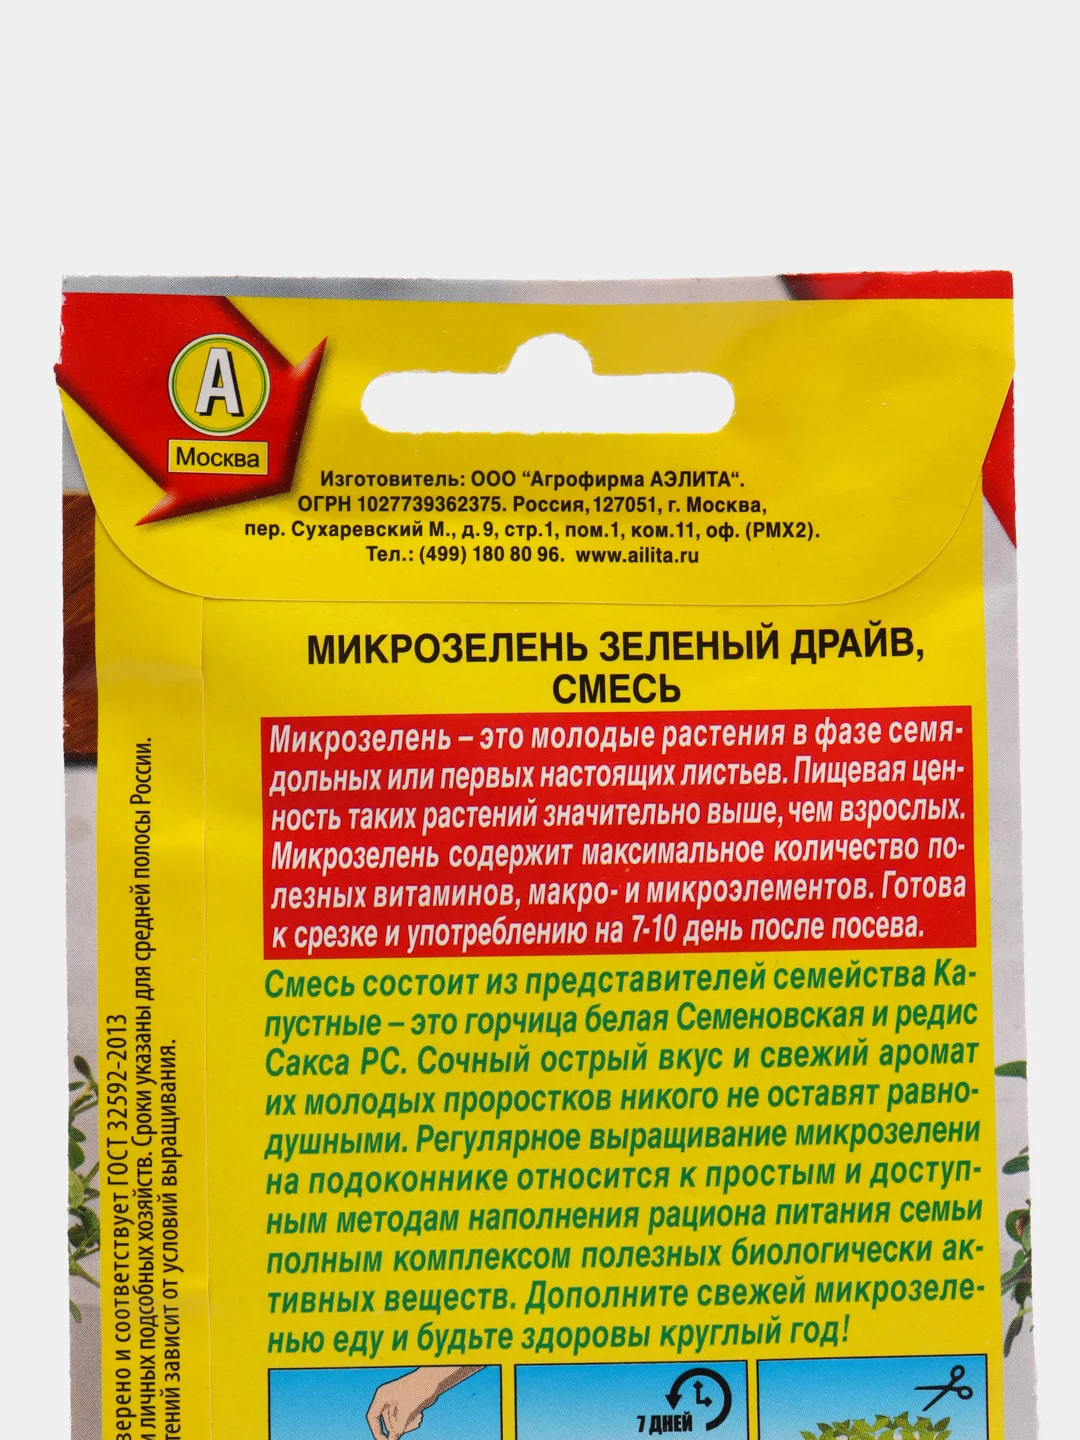 А
Москва
Изготовитель: ООО “Агрофирма АЭЛИТА“.
ОГРН 1027739362375. Россия, 127051, г. Москва,
пер. Сухаревский М., д. 9, стр.1, пом.1, ком.11, оф. (РМХ2).
Тел.: (499) 180 80 96. www.ailita.ru
МИКРОЗЕЛЕНЬ ЗЕЛЕНЫЙ ДРАЙВ,
СМЕСЬ
Микрозелень – это молодые растения в фазе семя-
дольных или первых настоящих листьев. Пищевая цен-
ность таких растений значительно выше, чем взрослых.
Микрозелень содержит максимальное количество по-
лезных витаминов, макро- и микроэлементов. Готова
к срезке и употреблению на 7-10 день после посева.
Смесь состоит из представителей семейства Ка-
пустные – это горчица белая Семеновская и редис
Сакса РС. Сочный острый вкус и свежий аромат
их молодых проростков никого не оставят равно-
душными. Регулярное выращивание микрозелени
на подоконнике относится к простым и доступ-
ным методам наполнения рациона питания семьи
полным комплексом полезных биологически ак-
тивных веществ. Дополните свежей микрозеле-
нью еду и будьте здоровы круглый год!
7 ДНЕЙ
и соответствует ГОСТ 32592-2013
и личных подсобных хозяйств. Сроки указаны для средней полосы России.
зависит от условий выращивания.